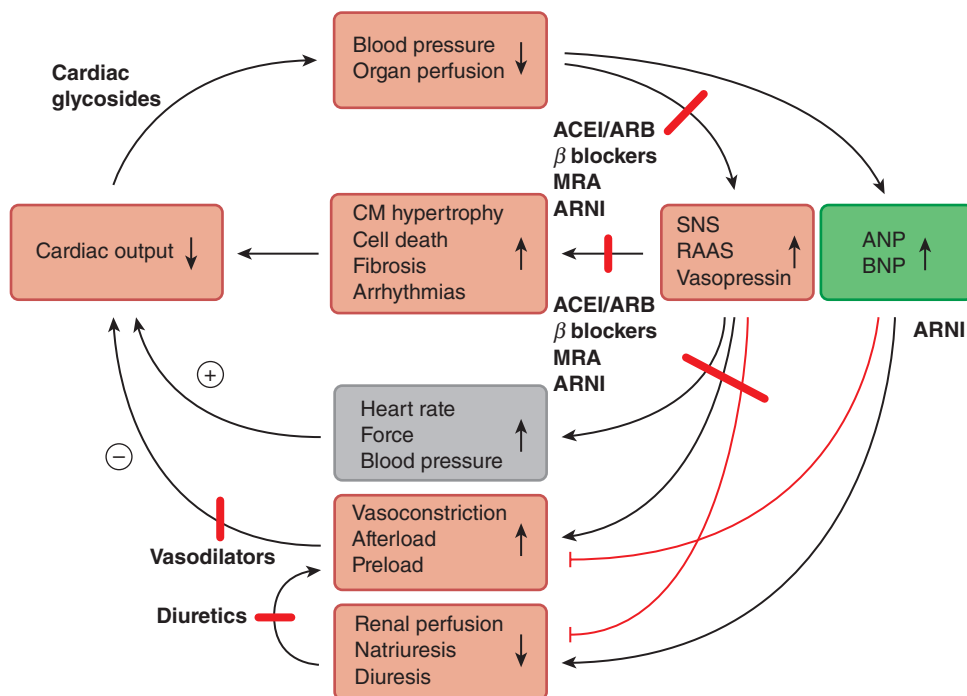 Blood pressure
Organ perfusion
Cardiac
glycosides
ACEI/ARB
β blockers
MRA
ARNI
Cardiac output
CM hypertrophy
Cell death
Fibrosis
Arrhythmias
SNS
RAAS
Vasopressin
ANP
BNP
ACEI/ARB
β blockers
MRA
ARNI
ARNI
+
Heart rate
Force
Blood pressure
−
Vasoconstriction
Afterload
Preload
Vasodilators
Diuretics
Renal perfusion
Natriuresis
Diuresis